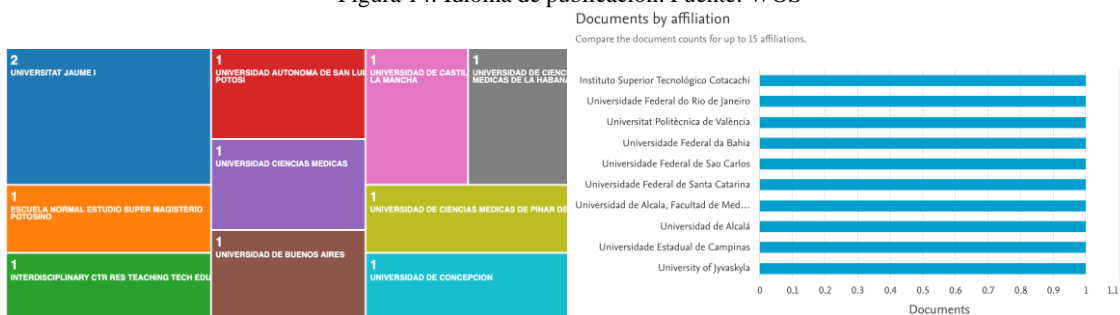 Figura 14. Idioma de publicación. Fuente: WOS
Documents by affiliation
Compare the document counts for up to 15 affiliations.
2
UNIVERSITAT JAUME I
1
UNIVERSIDAD AUTONOMA DE SAN LUI
POTOSI
1
UNIVERSIDAD DE CASTIL
LA MANCHA
1
UNIVERSIDAD DE CIENC
MEDICAS DE LA HABANA
1
UNIVERSIDAD CIENCIAS MEDICAS
1
ESCUELA NORMAL ESTUDIO SUPER MAGISTERIO
POTOSINO
1
UNIVERSIDAD DE CIENCIAS MEDICAS DE PINAR DE
1
UNIVERSIDAD DE BUENOS AIRES
1
INTERDISCIPLINARY CTR RES TEACHING TECH EDU
1
UNIVERSIDAD DE CONCEPCION
Instituto Superior Tecnológico Cotacachi
Universidade Federal do Rio de Janeiro
Universitat Politècnica de València
Universidade Federal da Bahia
Universidade Federal de Sao Carlos
Universidade Federal de Santa Catarina
Universidad de Alcala, Facultad de Med...
Universidad de Alcalá
Universidade Estadual de Campinas
University of Jyvaskyla
0 0.1 0.2 0.3 0.4 0.5 0.6 0.7 0.8 0.9 1 1.1
Documents